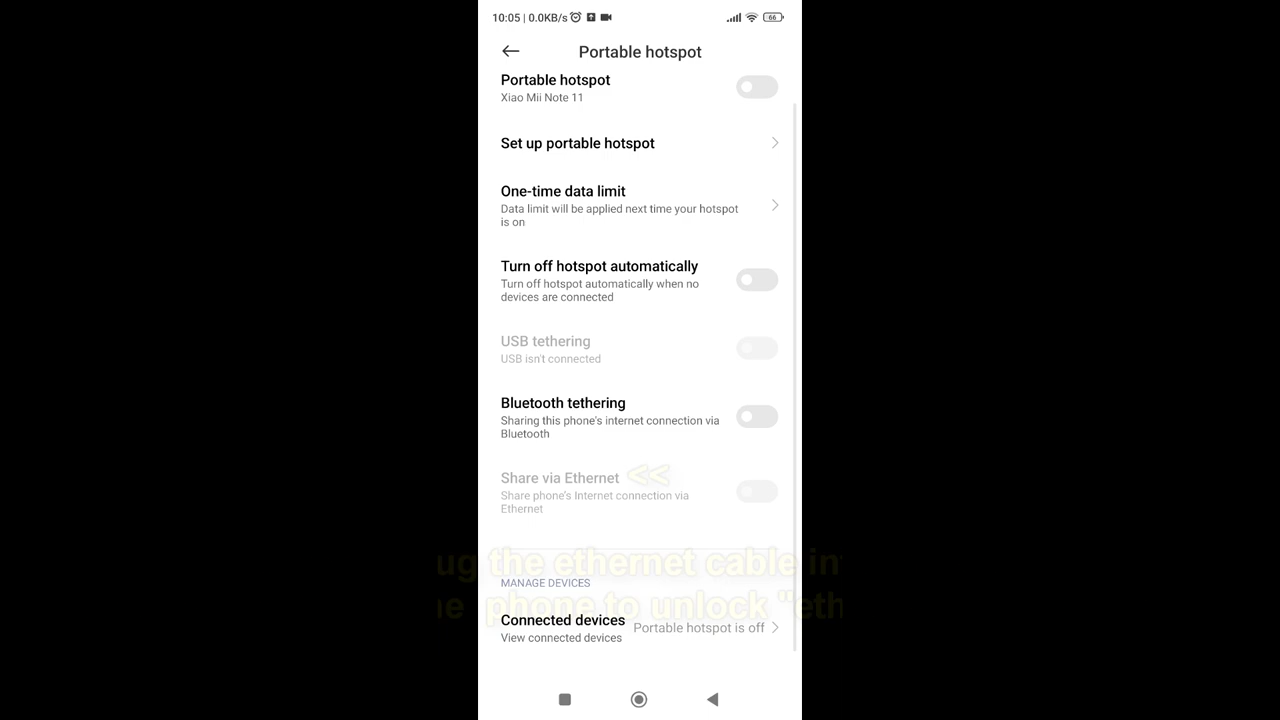 10:05 | 0.0KB/s
66
Portable hotspot
Portable hotspot
Xiao Mii Note 11
Set up portable hotspot
One-time data limit
Data limit will be applied next time your hotspot
is on
Turn off hotspot automatically
Turn off hotspot automatically when no
devices are connected
USB tethering
USB isn't connected
Bluetooth tethering
Sharing this phone's internet connection via
Bluetooth
Share via Ethernet <<
Share phone's Internet connection via
Ethernet
the ethernet cable
MANAGE DEVICES
phone to unlock
Connected devices
Portable hotspot is off
View connected devices